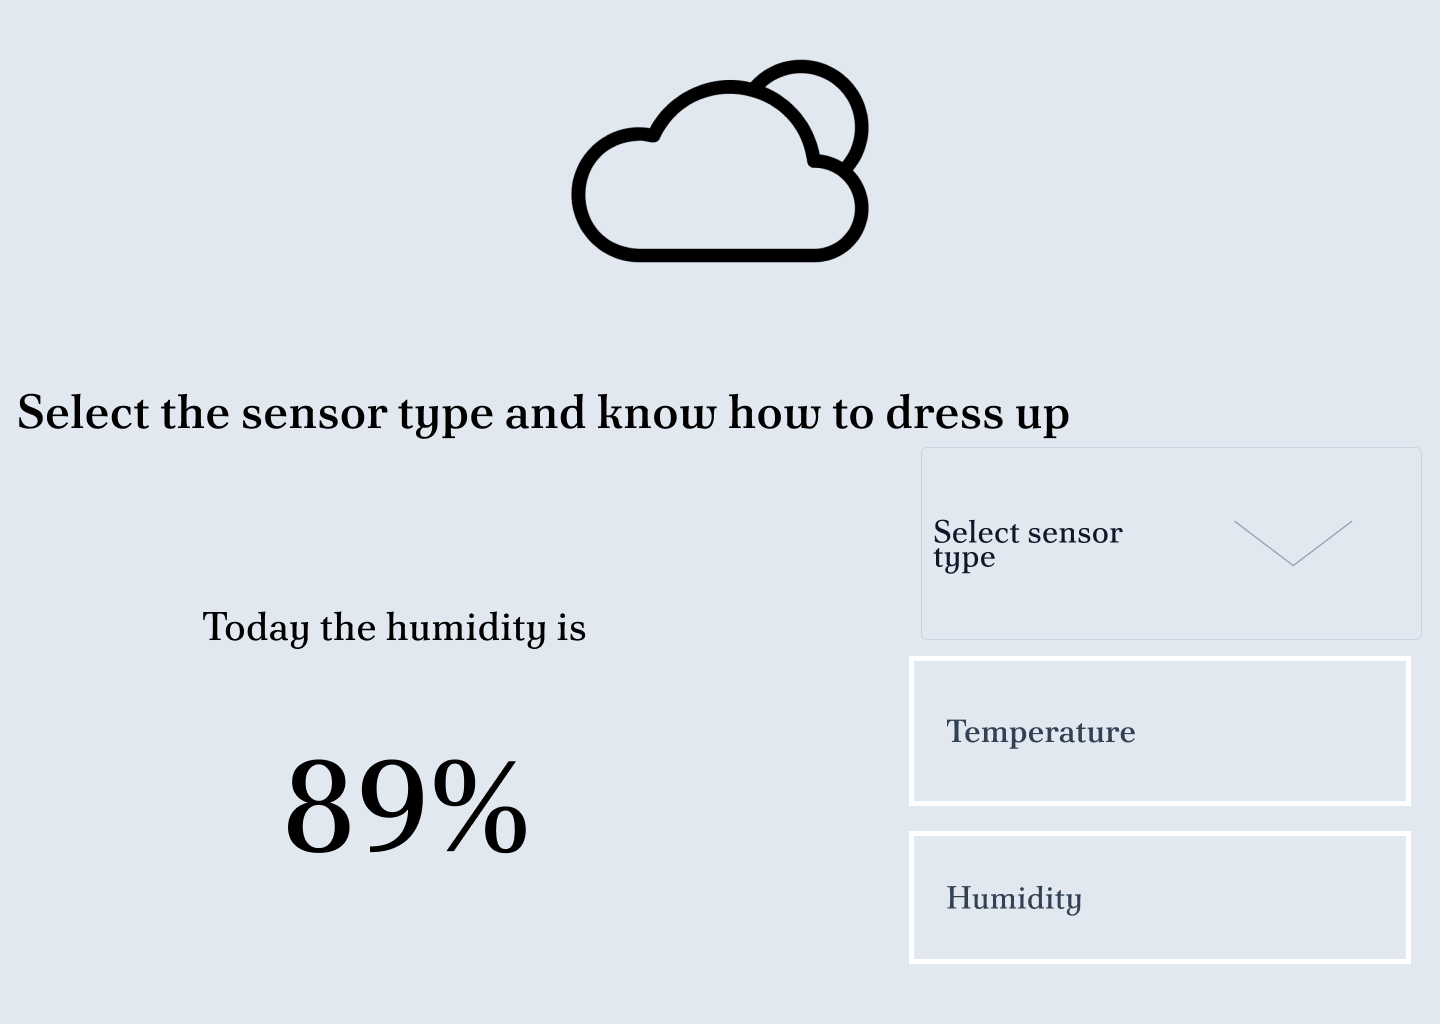 Select the sensor type and know how to dress up
Select sensor
type
Today the humidity is
Temperature
89%
Humidity